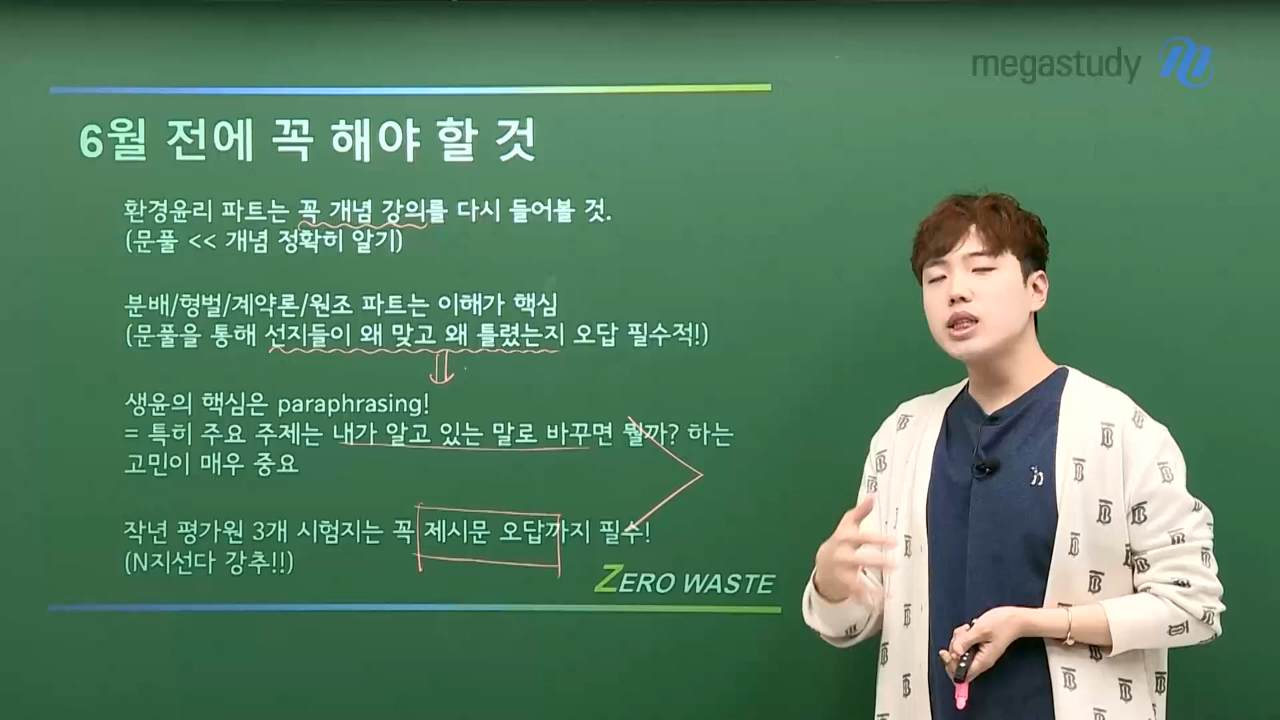 megastudy
6월 전에 꼭 해야 할 것
환경윤리 파트는 꼭 개념 강의를 다시 들어볼 것.
(문풀 << 개념 정확히 알기)
분배/형벌/계약론/원조 파트는 이해가 핵심
(문풀을 통해 선지들이 왜 맞고 왜 틀렸는지 오답 필수적!)
생윤의 핵심은 paraphrasing!
= 특히 주요 주제는 내가 알고 있는 말로 바꾸면 뭘까? 하는
고민이 매우 중요
작년 평가원 3개 시험지는 꼭 제시문 오답까지 필수!
(N지선다 강추!!)
ZERO WASTE